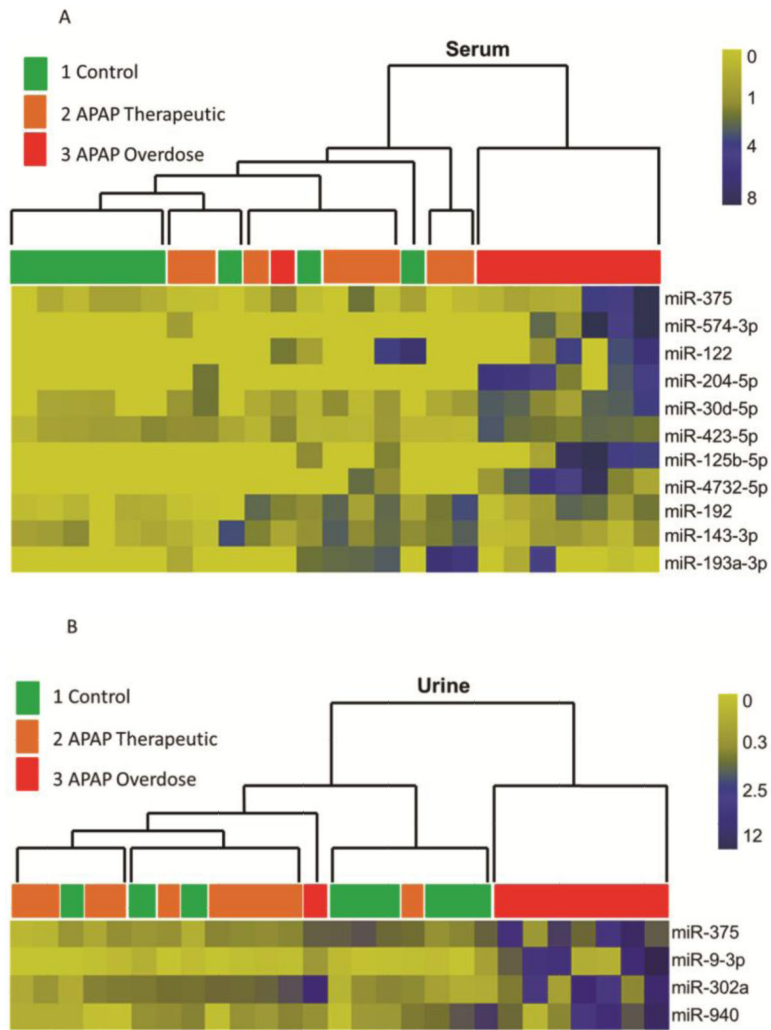 A
Serum
1 Control
2 APAP Therapeutic
3 APAP Overdose
0
1
4
8
miR-375
miR-574-3p
miR-122
miR-204-5p
miR-30d-5p
miR-423-5p
miR-125b-5p
miR-4732-5p
miR-192
miR-143-3p
miR-193a-3p
B
Urine
1 Control
2 APAP Therapeutic
3 APAP Overdose
0
0.3
2.5
12
miR-375
miR-9-3p
miR-302a
miR-940